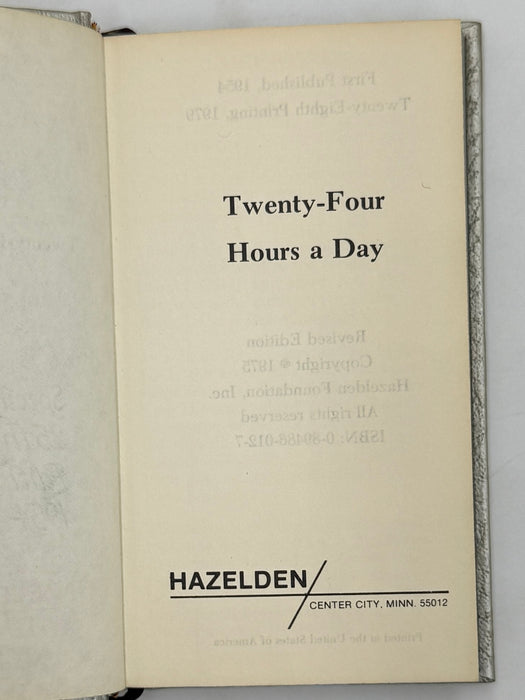 First Published, 1954
Twenty-Eighth Printing, 1979
Twenty-Four
Hours a Day
Revised Edition
Copyright © 1975
Hazelden Foundation, Inc.
All rights reserved
ISBN: 0-89486-012-7
HAZELDEN
CENTER CITY, MINN. 55012
Printed in the United States of America